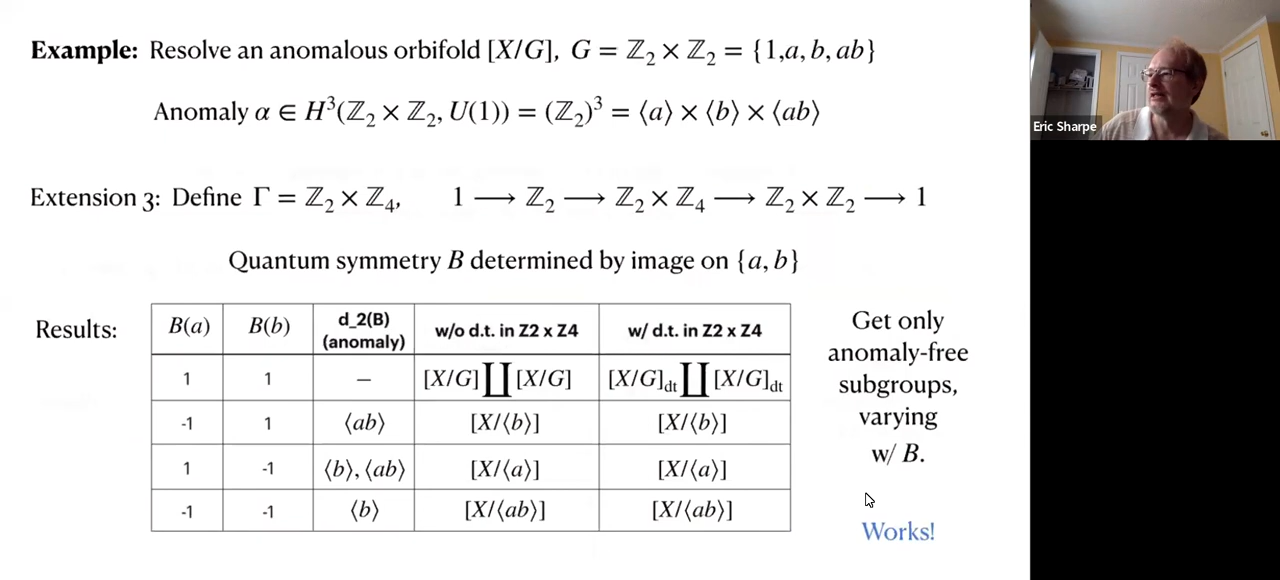 Example: Resolve an anomalous orbifold [X/G], G = ℤ₂ × ℤ₂ = {1,a, b, ab}
Anomaly α ∈ H³(ℤ₂ × ℤ₂, U(1)) = (ℤ₂)³ = ⟨a⟩ × ⟨b⟩ × ⟨ab⟩
Eric Sharpe
Extension 3: Define Γ = ℤ₂ × ℤ₄, 1 ⟶ ℤ₂ ⟶ ℤ₂ × ℤ₄ ⟶ ℤ₂ × ℤ₂ ⟶ 1
Quantum symmetry B determined by image on {a, b}
Results:
B(a) B(b) d_2(B) (anomaly) w/o d.t. in Z2 x Z4 w/ d.t. in Z2 x Z4
1 1 – [X/G]∐[X/G] [X/G]dt∐[X/G]dt
-1 1 ⟨ab⟩ [X/⟨b⟩] [X/⟨b⟩]
1 -1 ⟨b⟩, ⟨ab⟩ [X/⟨a⟩] [X/⟨a⟩]
-1 -1 ⟨b⟩ [X/⟨ab⟩] [X/⟨ab⟩]
Get only
anomaly-free
subgroups,
varying
w/ B.
Works!